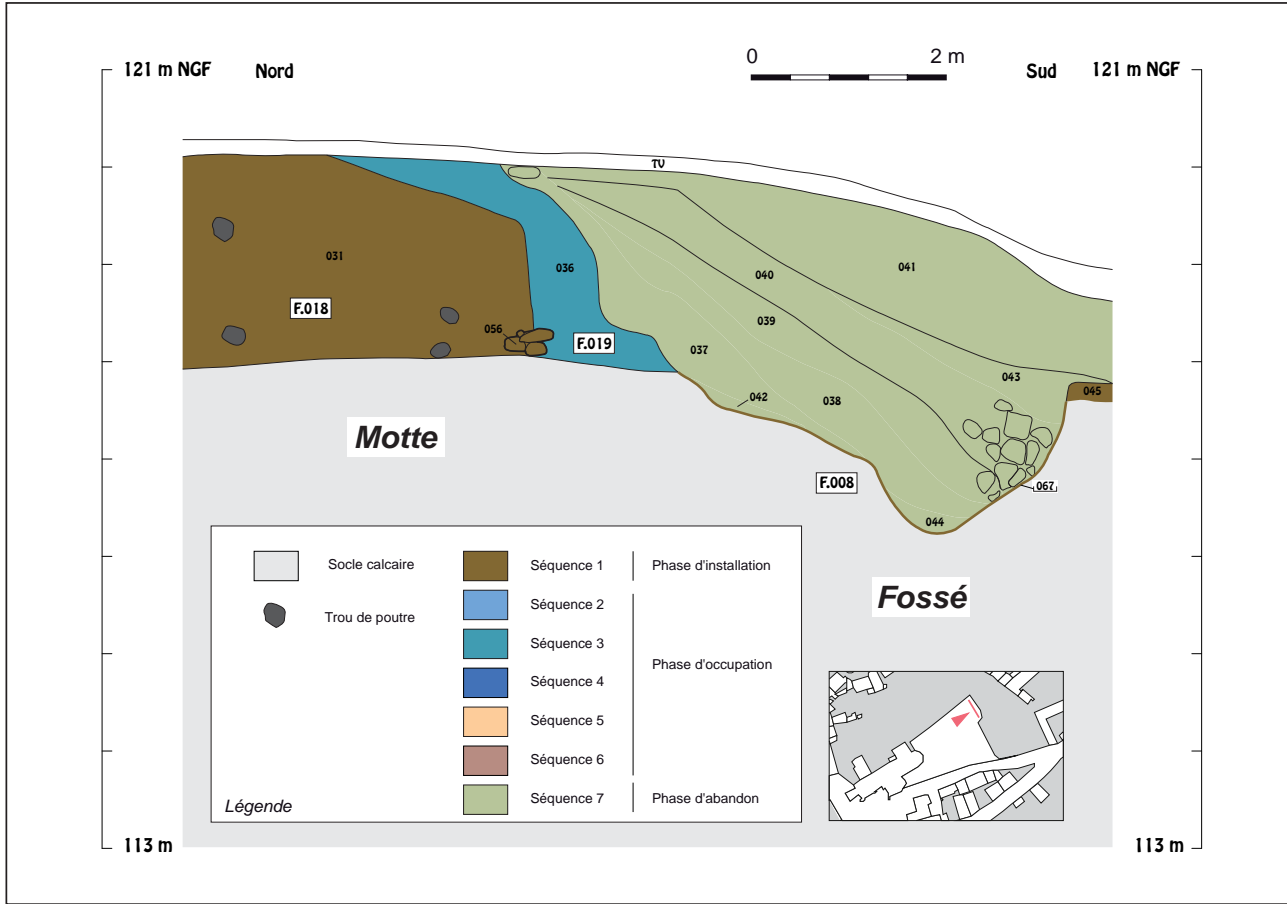 0 2 m
121 m NGF Nord Sud 121 m NGF
TV
031
036
040
041
F.018
056
F.019
039
037
043
045
042
038
Motte
F.008
067
044
Socle calcaire
Trou de poutre
Séquence 1 Phase d'installation
Séquence 2
Séquence 3
Phase d'occupation
Séquence 4
Séquence 5
Séquence 6
Séquence 7 Phase d'abandon
Légende
Fossé
113 m 113 m